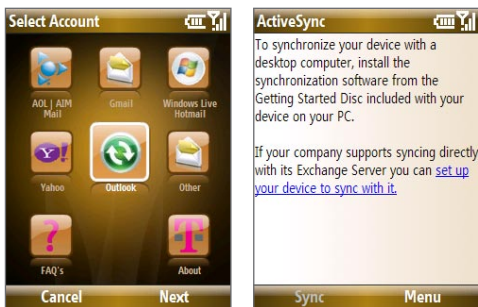 Select Account
AOL | AIM
Mail
Gmail
Windows Live
Hotmail
Yahoo
Outlook
Other
FAQ's
About
Cancel
Next
ActiveSync
To synchronize your device with a
desktop computer, install the
synchronization software from the
Getting Started Disc included with your
device on your PC.
If your company supports syncing directly
with its Exchange Server you can set up
your device to sync with it.
Sync
Menu